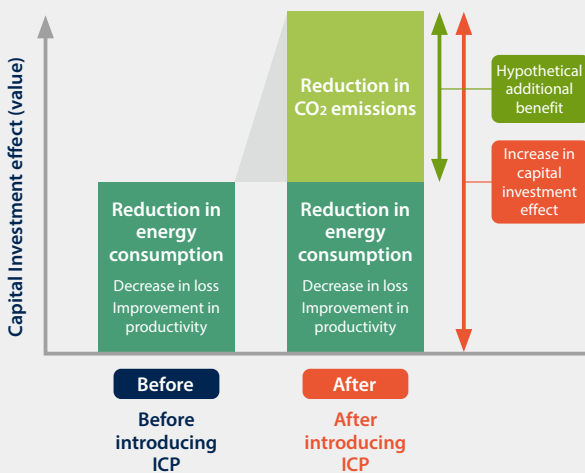 Capital Investment effect (value)
Reduction in
CO2 emissions
Hypothetical
additional
benefit
Increase in
capital
investment
effect
Reduction in
energy
consumption
Decrease in loss
Improvement in
productivity
Reduction in
energy
consumption
Decrease in loss
Improvement in
productivity
Before
After
Before
introducing
ICP
After
introducing
ICP